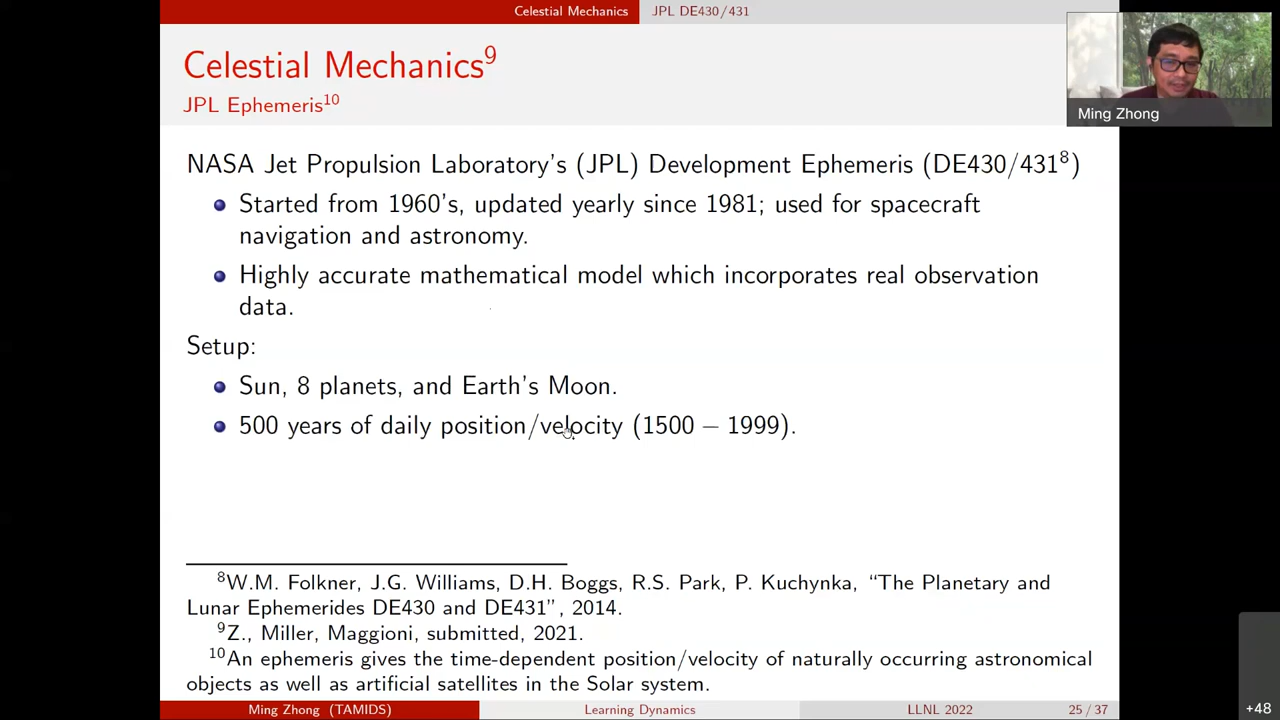 Celestial Mechanics JPL DE430/431
Celestial Mechanics⁹
JPL Ephemeris¹⁰
Ming Zhong
NASA Jet Propulsion Laboratory's (JPL) Development Ephemeris (DE430/431⁸)
Started from 1960's, updated yearly since 1981; used for spacecraft
navigation and astronomy.
Highly accurate mathematical model which incorporates real observation
data.
Setup:
Sun, 8 planets, and Earth's Moon.
500 years of daily position/velocity (1500 − 1999).
⁸W.M. Folkner, J.G. Williams, D.H. Boggs, R.S. Park, P. Kuchynka, "The Planetary and
Lunar Ephemerides DE430 and DE431", 2014.
⁹Z., Miller, Maggioni, submitted, 2021.
¹⁰An ephemeris gives the time-dependent position/velocity of naturally occurring astronomical
objects as well as artificial satellites in the Solar system.
Ming Zhong (TAMIDS) Learning Dynamics LLNL 2022 25 / 37
+48